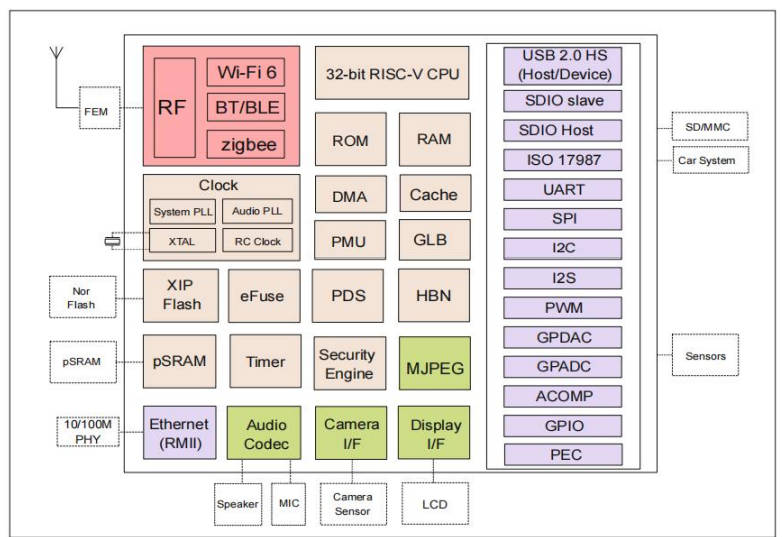 FEM
RF
Wi-Fi 6
BT/BLE
zigbee
32-bit RISC-V CPU
ROM
RAM
Clock
System PLL
Audio PLL
XTAL
RC Clock
DMA
Cache
PMU
GLB
Nor
Flash
XIP
Flash
eFuse
PDS
HBN
pSRAM
pSRAM
Timer
Security
Engine
MJPEG
10/100M
PHY
Ethernet
(RMII)
Audio
Codec
Camera
I/F
Display
I/F
Speaker
MIC
Camera
Sensor
LCD
USB 2.0 HS
(Host/Device)
SDIO slave
SDIO Host
ISO 17987
UART
SPI
I2C
I2S
PWM
GPDAC
GPADC
ACOMP
GPIO
PEC
SD/MMC
Car System
Sensors